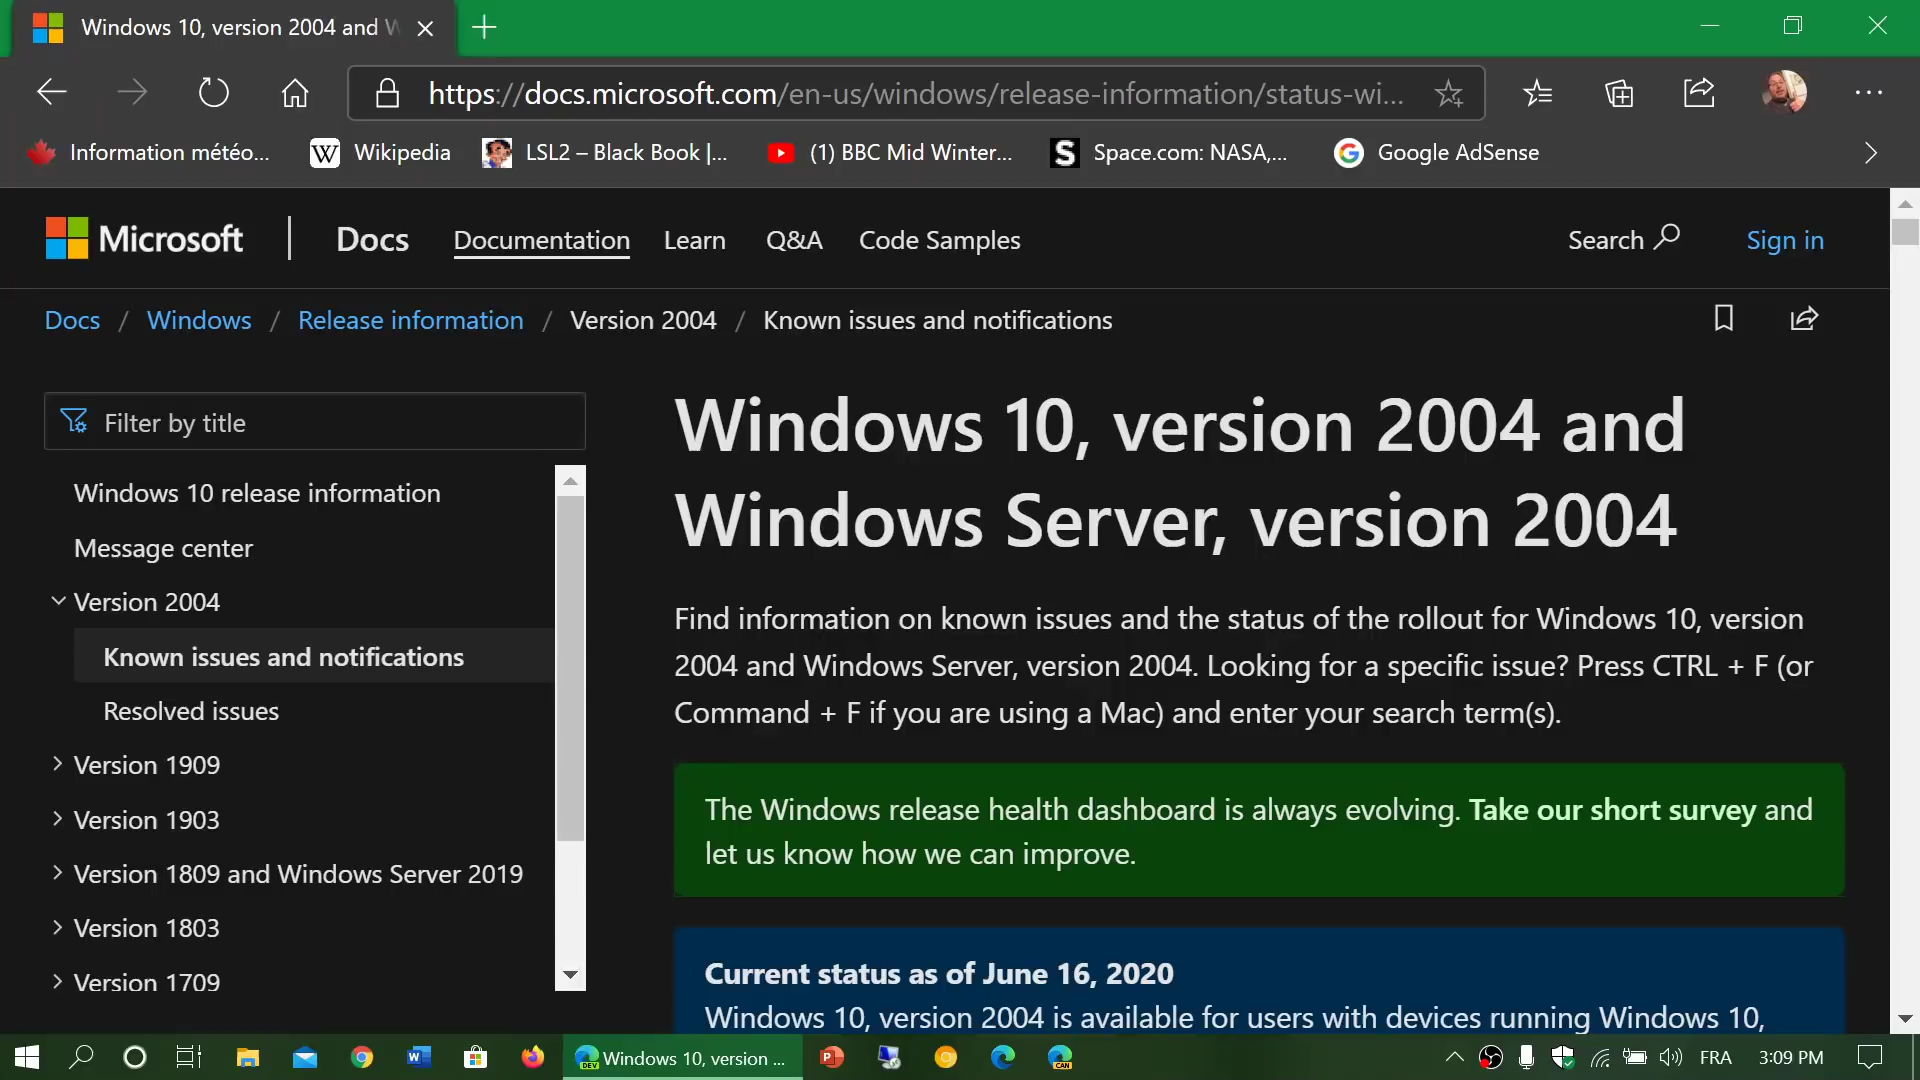 Windows 10, version 2004 and W
https://docs.microsoft.com/en-us/windows/release-information/status-wi...
Information météo...
W Wikipedia
LSL2 – Black Book |...
(1) BBC Mid Winter...
S Space.com: NASA,...
G Google AdSense
Microsoft
Docs
Documentation
Learn
Q&A
Code Samples
Search
Sign in
Docs / Windows / Release information / Version 2004 / Known issues and notifications
Filter by title
Windows 10 release information
Message center
Version 2004
Known issues and notifications
Resolved issues
Version 1909
Version 1903
Version 1809 and Windows Server 2019
Version 1803
Version 1709
Windows 10, version 2004 and
Windows Server, version 2004
Find information on known issues and the status of the rollout for Windows 10, version
2004 and Windows Server, version 2004. Looking for a specific issue? Press CTRL + F (or
Command + F if you are using a Mac) and enter your search term(s).
The Windows release health dashboard is always evolving. Take our short survey and
let us know how we can improve.
Current status as of June 16, 2020
Windows 10, version 2004 is available for users with devices running Windows 10,
W
DEV
Windows 10, version ...
P
CAN
FRA
3:09 PM